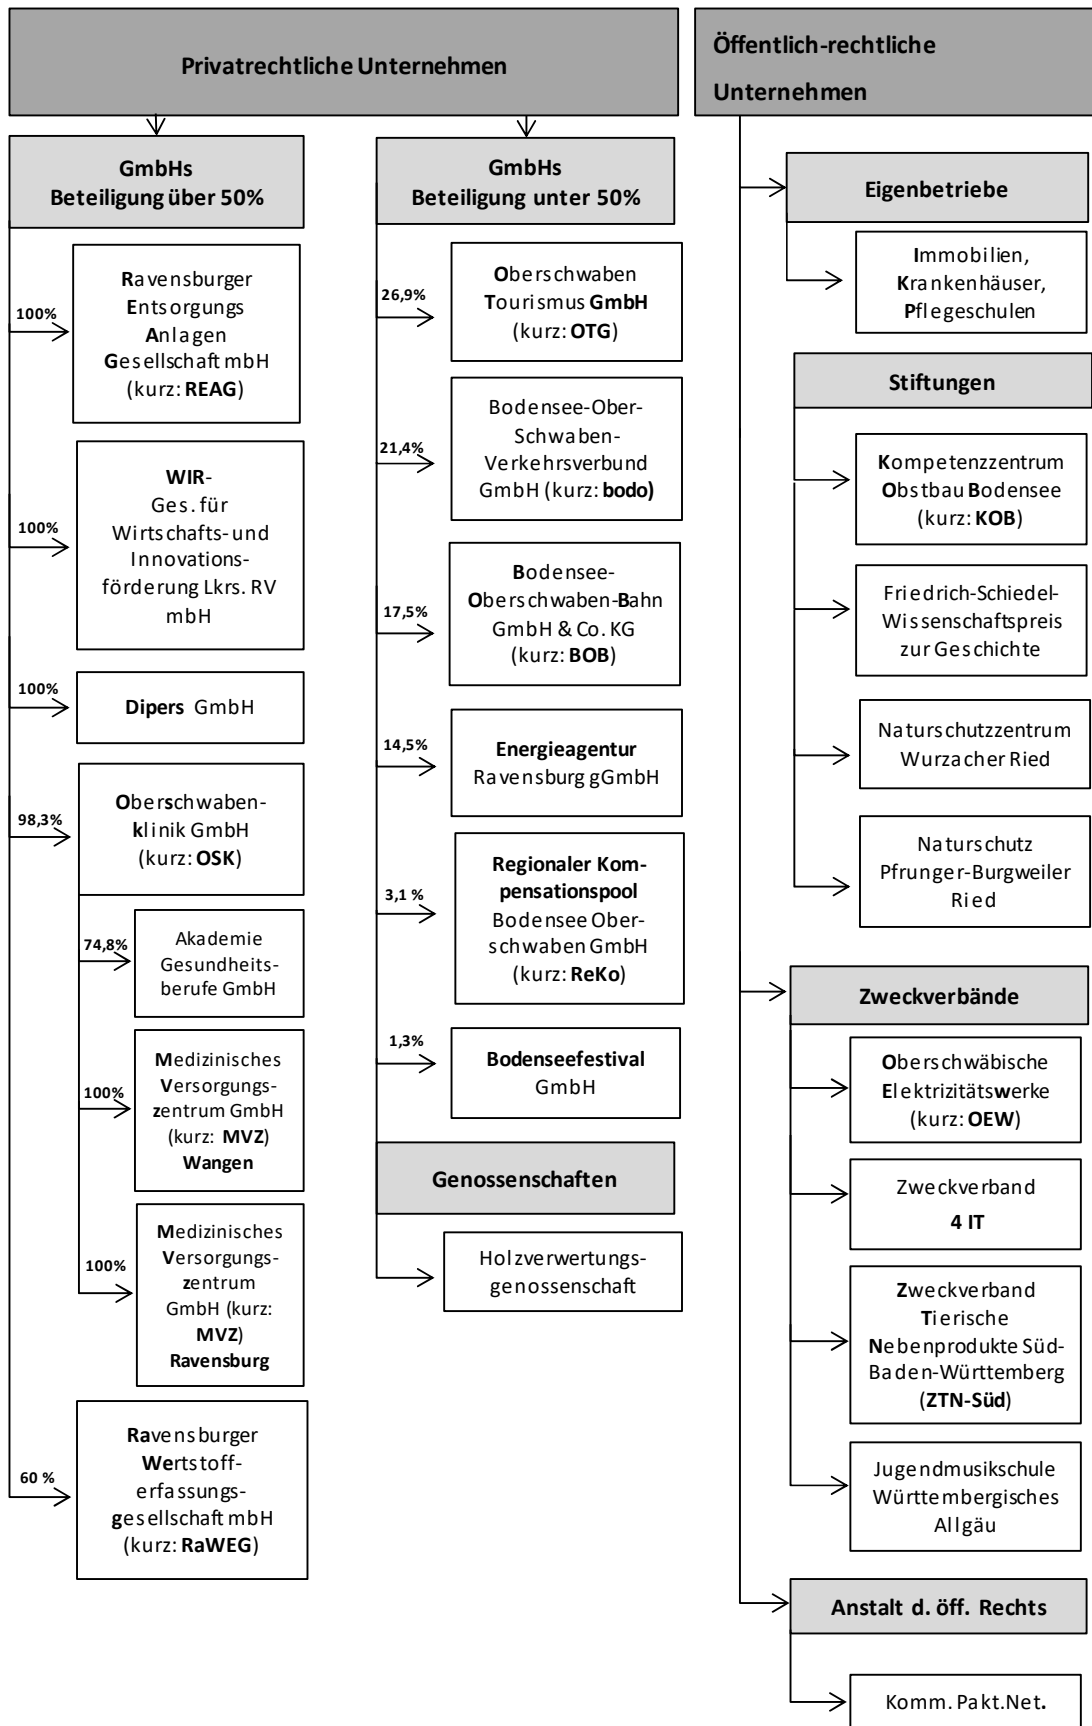 Privatrechtliche Unternehmen
GmbHs
Beteiligung über 50%
100%
Ravensburger
Entsorgungs
Anlagen
Gesellschaft mbH
(kurz: REAG)
100%
WIR-
Ges. für
Wirtschafts- und
Innovations-
förderung Lkrs. RV
mbH
100%
Dipers GmbH
98,3%
Oberschwaben-
klinik GmbH
(kurz: OSK)
74,8%
Akademie
Gesundheits-
berufe GmbH
100%
Medizinisches
Versorgungs-
zentrum GmbH
(kurz: MVZ)
Wangen
100%
Medizinisches
Versorgungs-
zentrum
GmbH (kurz:
MVZ)
Ravensburg
60 %
Ravensburger
Wertstoff-
erfassungs-
gesellschaft mbH
(kurz: RaWEG)
GmbHs
Beteiligung unter 50%
26,9%
Oberschwaben
Tourismus GmbH
(kurz: OTG)
21,4%
Bodensee-Ober-
Schwaben-
Verkehrsverbund
GmbH (kurz: bodo)
17,5%
Bodensee-
Oberschwaben-Bahn
GmbH & Co. KG
(kurz: BOB)
14,5%
Energieagentur
Ravensburg gGmbH
3,1 %
Regionaler Kom-
pensationspool
Bodensee Ober-
schwaben GmbH
(kurz: ReKo)
1,3%
Bodenseefestival
GmbH
Genossenschaften
Holzverwertungs-
genossenschaft
Öffentlich-rechtliche
Unternehmen
Eigenbetriebe
Immobilien,
Krankenhäuser,
Pflegeschulen
Stiftungen
Kompetenzzentrum
Obstbau Bodensee
(kurz: KOB)
Friedrich-Schiedel-
Wissenschaftspreis
zur Geschichte
Naturschutzzentrum
Wurzacher Ried
Naturschutz
Pfrunger-Burgweiler
Ried
Zweckverbände
Oberschwäbische
Elektrizitätswerke
(kurz: OEW)
Zweckverband
4 IT
Zweckverband
Tierische
Nebenprodukte Süd-
Baden-Württemberg
(ZTN-Süd)
Jugendmusikschule
Württembergisches
Allgäu
Anstalt d. öff. Rechts
Komm. Pakt.Net.